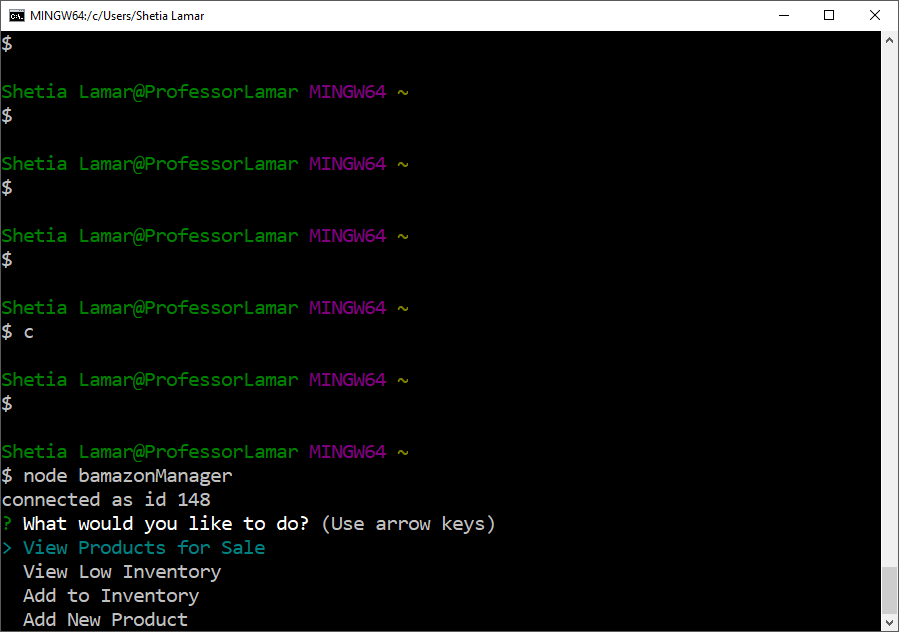 MINGW64:/c/Users/Shetia Lamar
$
Shetia Lamar@ProfessorLamar MINGW64 ~
$
Shetia Lamar@ProfessorLamar MINGW64 ~
$
Shetia Lamar@ProfessorLamar MINGW64 ~
$
Shetia Lamar@ProfessorLamar MINGW64 ~
$ c
Shetia Lamar@ProfessorLamar MINGW64 ~
$
Shetia Lamar@ProfessorLamar MINGW64 ~
$ node bamazonManager
connected as id 148
? What would you like to do? (Use arrow keys)
> View Products for Sale
View Low Inventory
Add to Inventory
Add New Product